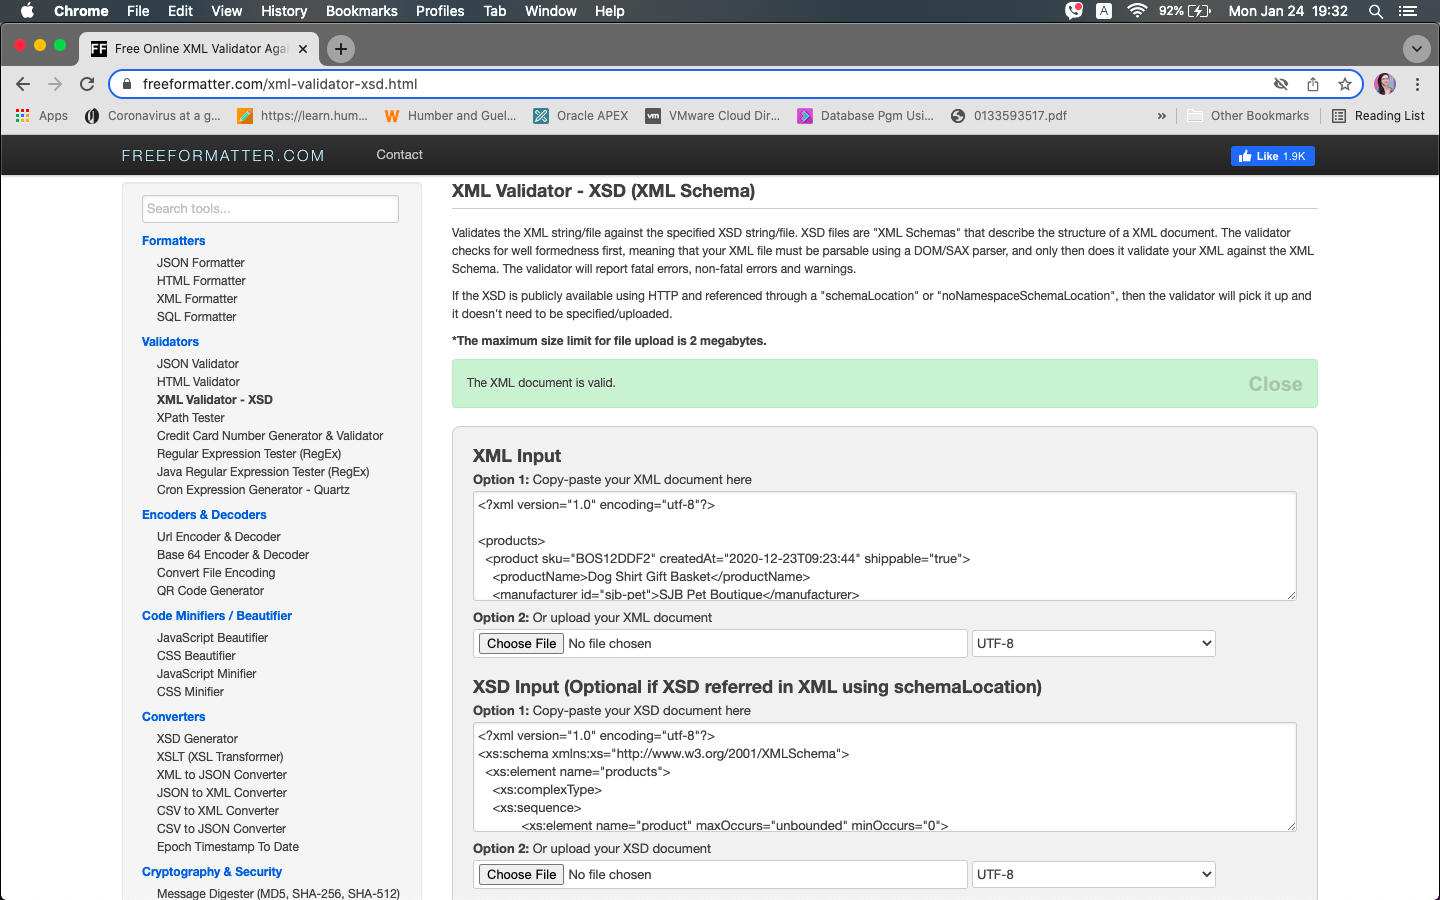 Chrome File Edit View History Bookmarks Profiles Tab Window Help A 92% Mon Jan 24 19:32
FF Free Online XML Validator Aga
freeformatter.com/xml-validator-xsd.html
Apps Coronavirus at a g... https://learn.hum... W Humber and Guel... Oracle APEX vm VMware Cloud Dir... Database Pgm Usi... 0133593517.pdf » Other Bookmarks Reading List
FREEFORMATTER.COM Contact Like 1.9K
Search tools...
Formatters
JSON Formatter
HTML Formatter
XML Formatter
SQL Formatter
Validators
JSON Validator
HTML Validator
XML Validator - XSD
XPath Tester
Credit Card Number Generator & Validator
Regular Expression Tester (RegEx)
Java Regular Expression Tester (RegEx)
Cron Expression Generator - Quartz
Encoders & Decoders
Url Encoder & Decoder
Base 64 Encoder & Decoder
Convert File Encoding
QR Code Generator
Code Minifiers / Beautifier
JavaScript Beautifier
CSS Beautifier
JavaScript Minifier
CSS Minifier
Converters
XSD Generator
XSLT (XSL Transformer)
XML to JSON Converter
JSON to XML Converter
CSV to XML Converter
CSV to JSON Converter
Epoch Timestamp To Date
Cryptography & Security
Message Digester (MD5, SHA-256, SHA-512)
XML Validator - XSD (XML Schema)
Validates the XML string/file against the specified XSD string/file. XSD files are "XML Schemas" that describe the structure of a XML document. The validator
checks for well formedness first, meaning that your XML file must be parsable using a DOM/SAX parser, and only then does it validate your XML against the XML
Schema. The validator will report fatal errors, non-fatal errors and warnings.
If the XSD is publicly available using HTTP and referenced through a "schemaLocation" or "noNamespaceSchemaLocation", then the validator will pick it up and
it doesn't need to be specified/uploaded.
*The maximum size limit for file upload is 2 megabytes.
The XML document is valid. Close
XML Input
Option 1: Copy-paste your XML document here
<?xml version="1.0" encoding="utf-8"?>
<products>
<product sku="BOS12DDF2" createdAt="2020-12-23T09:23:44" shippable="true">
<productName>Dog Shirt Gift Basket</productName>
<manufacturer id="sjb-pet">SJB Pet Boutique</manufacturer>
Option 2: Or upload your XML document
Choose File No file chosen UTF-8
XSD Input (Optional if XSD referred in XML using schemaLocation)
Option 1: Copy-paste your XSD document here
<?xml version="1.0" encoding="utf-8"?>
<xs:schema xmlns:xs="http://www.w3.org/2001/XMLSchema">
<xs:element name="products">
<xs:complexType>
<xs:sequence>
<xs:element name="product" maxOccurs="unbounded" minOccurs="0">
Option 2: Or upload your XSD document
Choose File No file chosen UTF-8